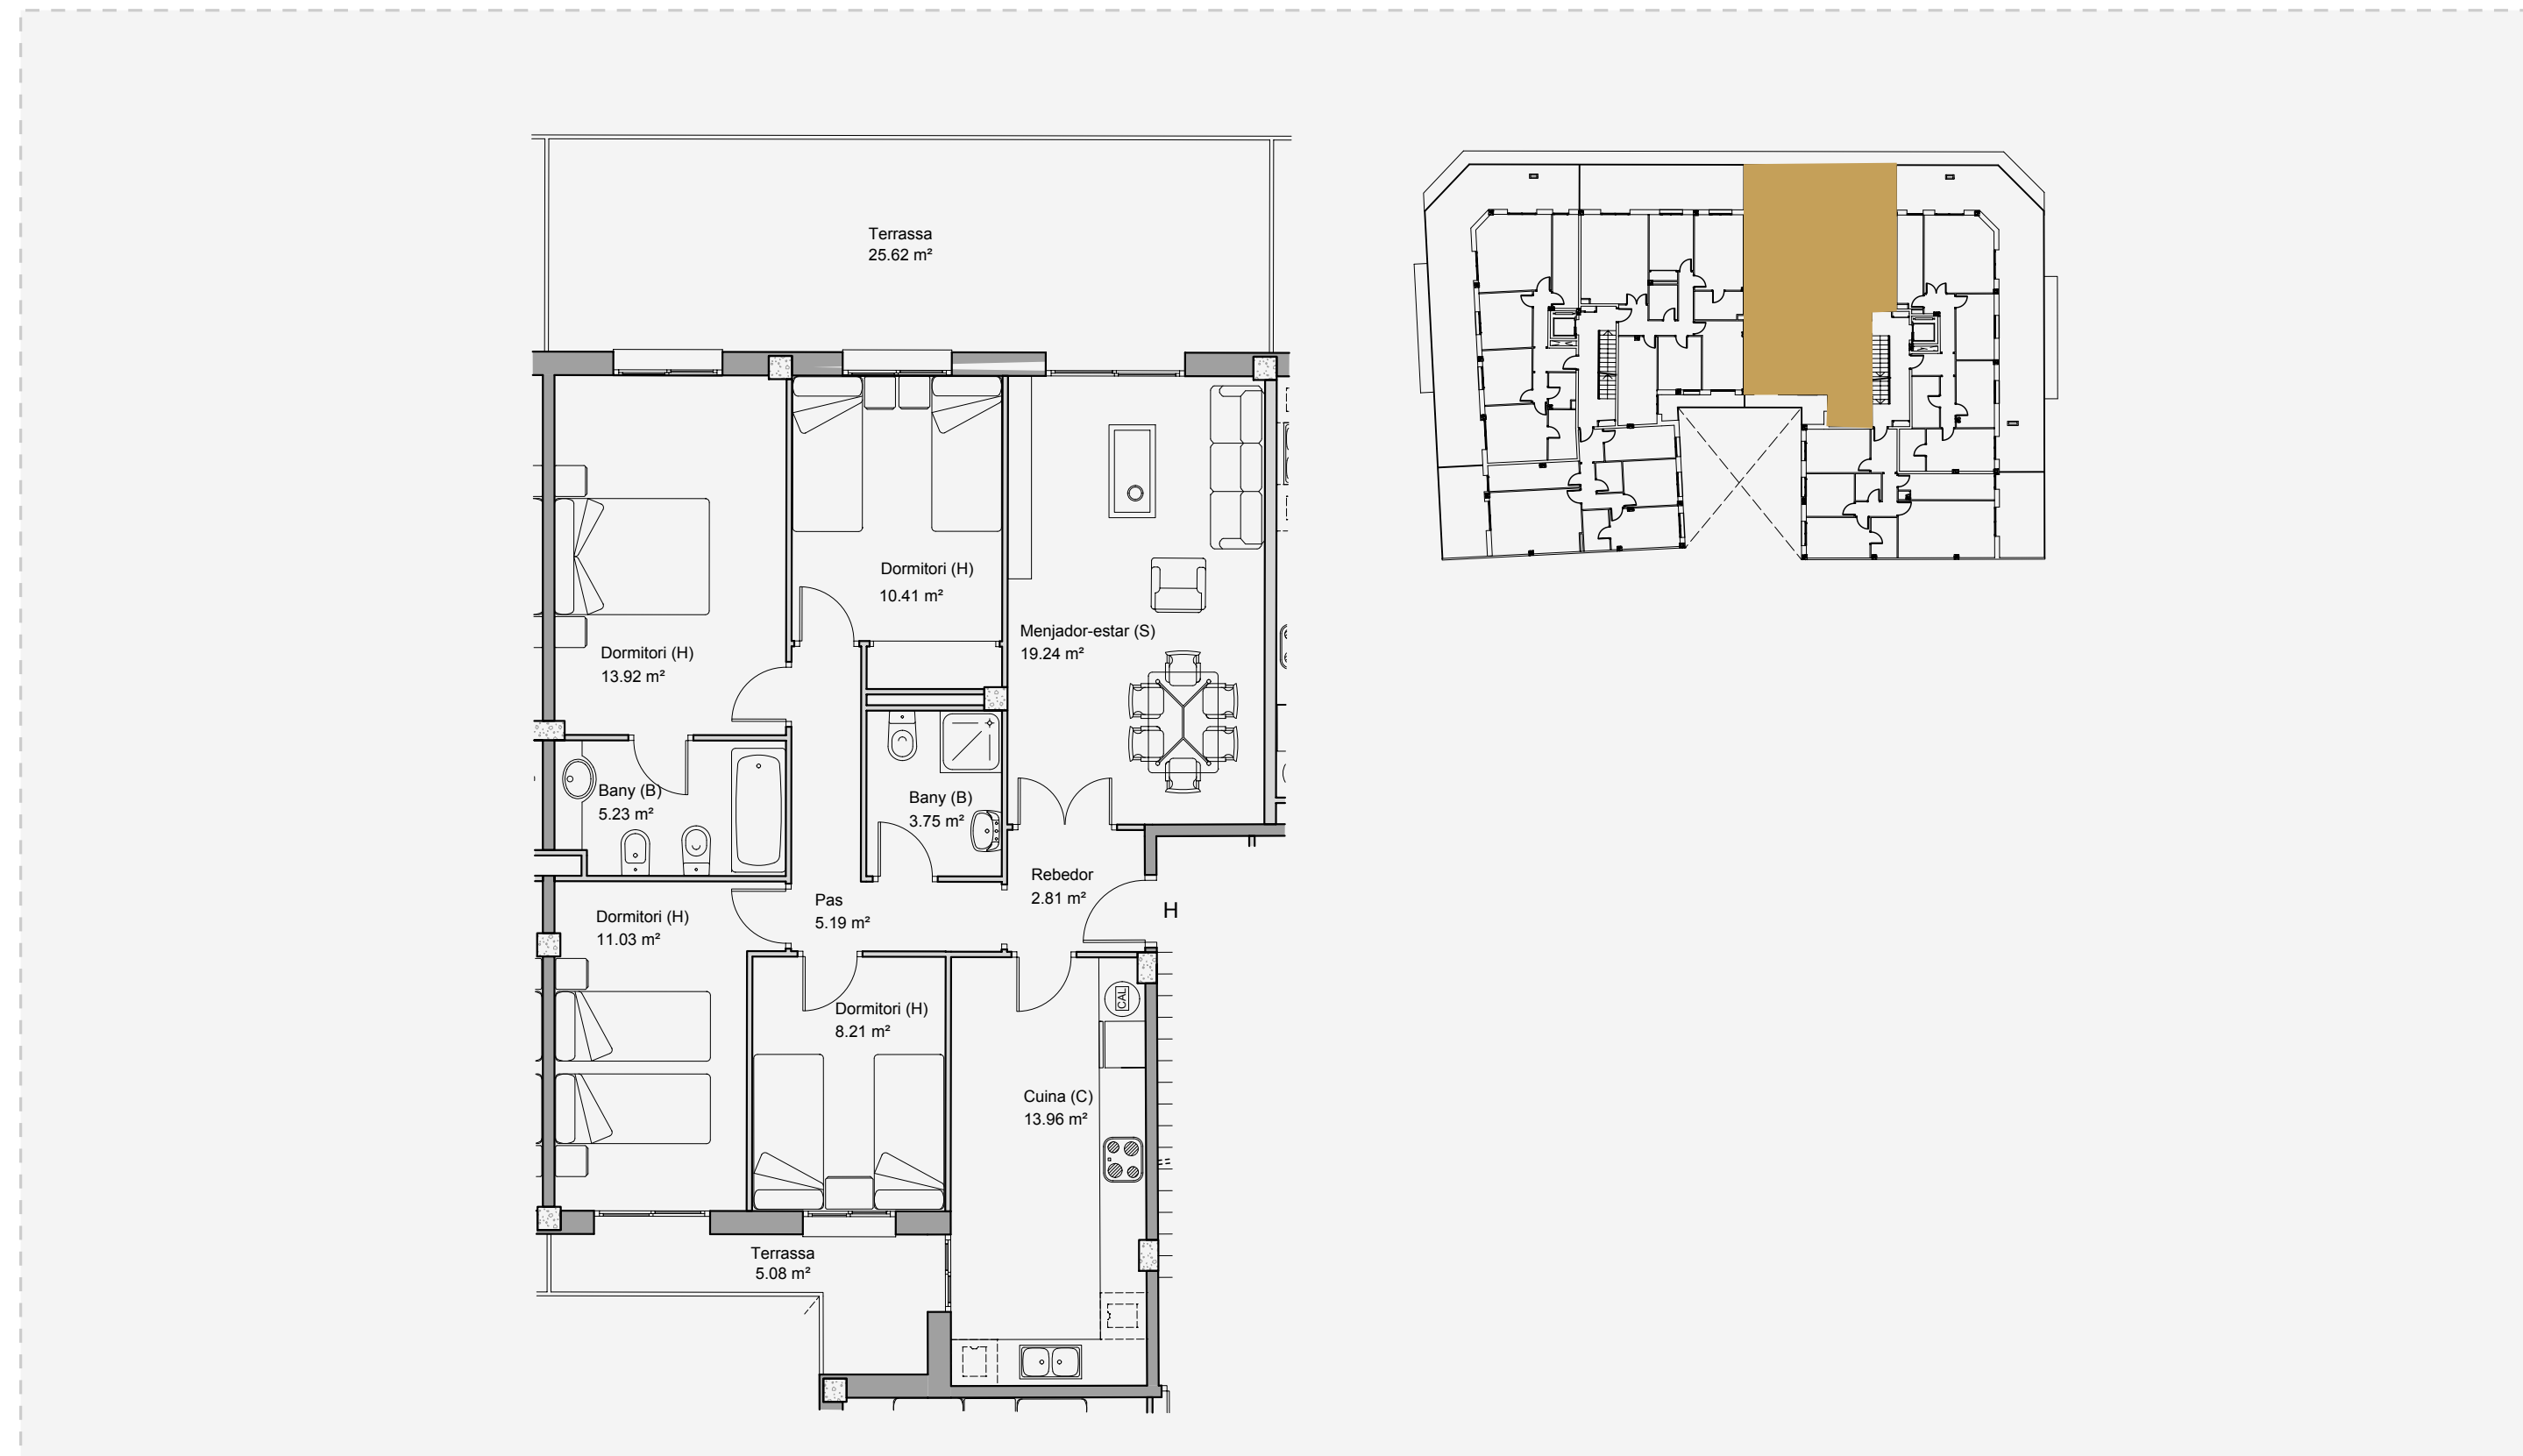 Terrassa
25.62 m²
Dormitori (H)
10.41 m²
Menjador-estar (S)
19.24 m²
Dormitori (H)
13.92 m²
Bany (B)
5.23 m²
Bany (B)
3.75 m²
Rebedor
2.81 m²
H
Pas
5.19 m²
Dormitori (H)
11.03 m²
Dormitori (H)
8.21 m²
CAL
Cuina (C)
13.96 m²
Terrassa
5.08 m²